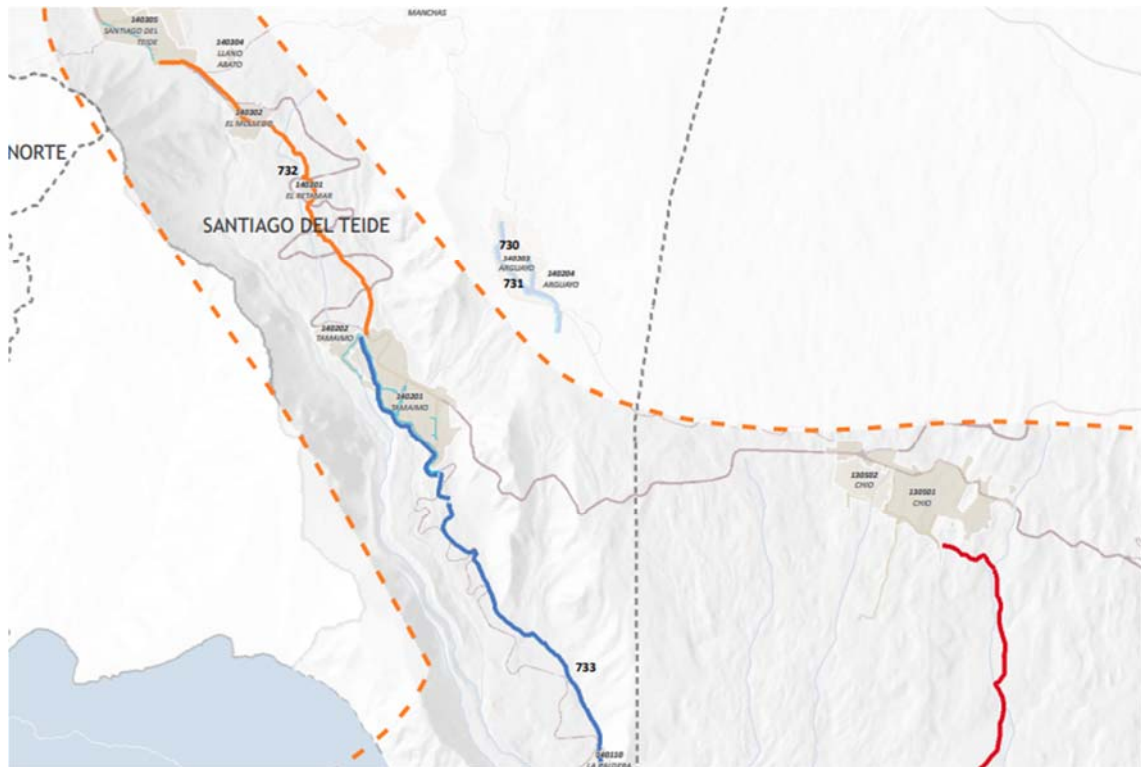 MANCHAS
140305
SANTIAGO DEL
TEIDE
140304
LLANO
ABATO
140302
EL MOLLEDO
NORTE
732
140301
EL RETAMAR
SANTIAGO DEL TEIDE
730
140303
ARGUAYO
731
140204
ARGUAYO
140202
TAMAIMO
140201
TAMAIMO
130502
CHIO
130501
CHIO
733
140110